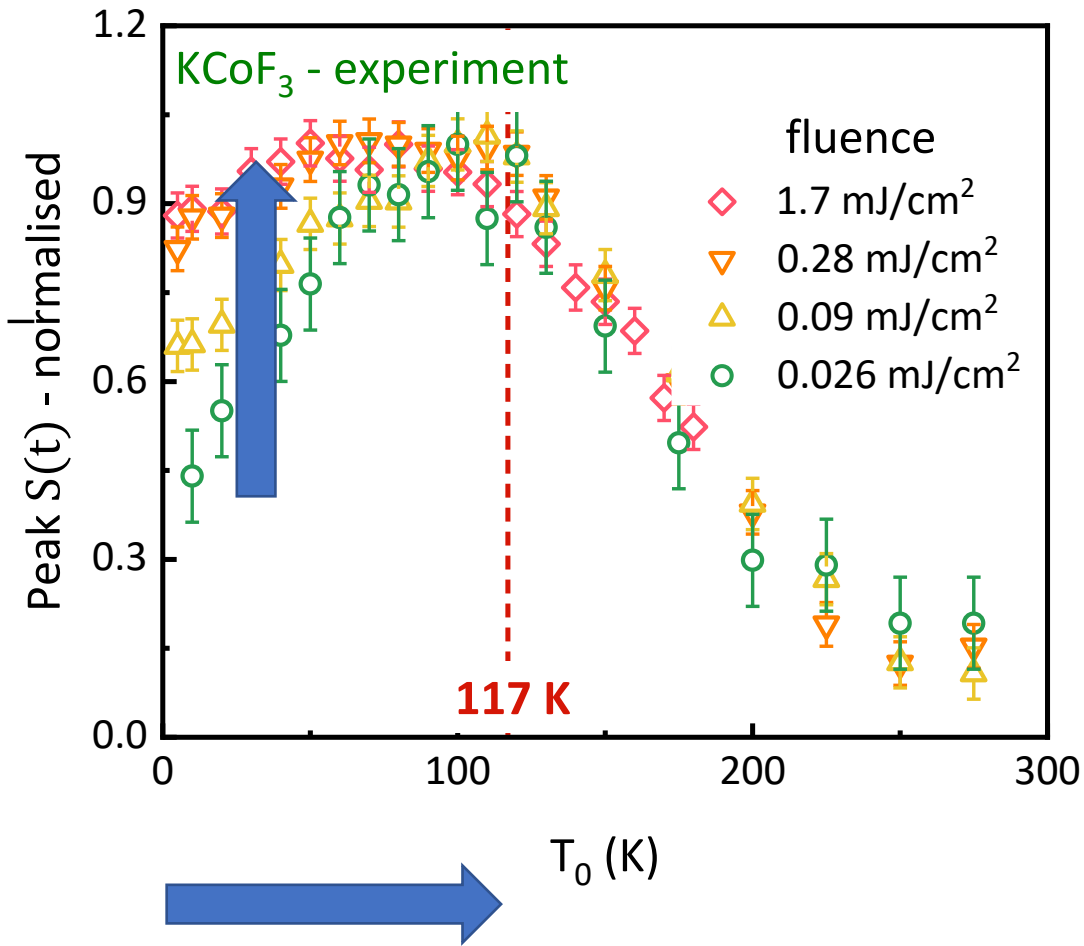 1.2
KCoF₃ - experiment
fluence
1.7 mJ/cm²
0.28 mJ/cm²
0.09 mJ/cm²
0.026 mJ/cm²
0.9
0.6
0.3
0.0
Peak S(t) - normalised
117 K
0
100
200
300
T₀ (K)